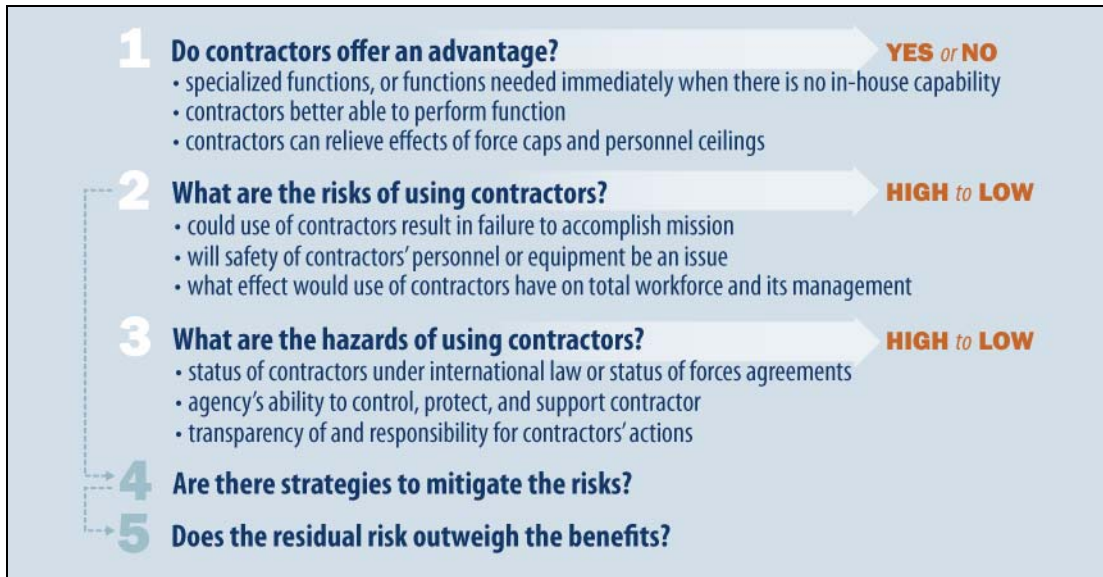 1 Do contractors offer an advantage? YES or NO
• specialized functions, or functions needed immediately when there is no in-house capability
• contractors better able to perform function
• contractors can relieve effects of force caps and personnel ceilings
2 What are the risks of using contractors? HIGH to LOW
• could use of contractors result in failure to accomplish mission
• will safety of contractors' personnel or equipment be an issue
• what effect would use of contractors have on total workforce and its management
3 What are the hazards of using contractors? HIGH to LOW
• status of contractors under international law or status of forces agreements
• agency's ability to control, protect, and support contractor
• transparency of and responsibility for contractors' actions
4 Are there strategies to mitigate the risks?
5 Does the residual risk outweigh the benefits?